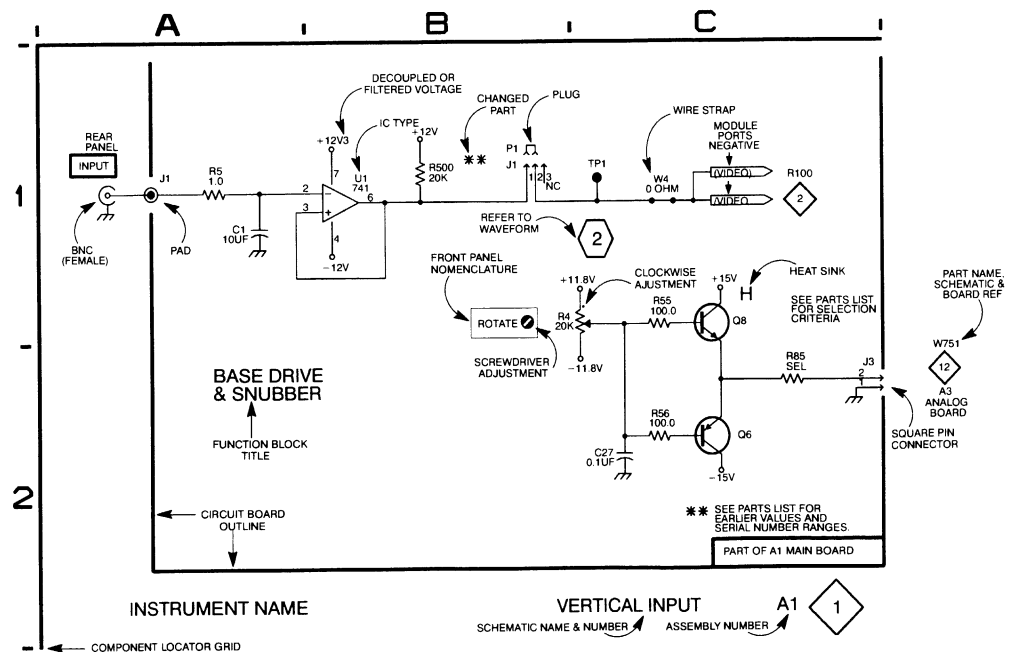 A
B
C
DECOUPLED OR
FILTERED VOLTAGE
CHANGED
PART
PLUG
IC TYPE
WIRE STRAP
MODULE
PORTS
NEGATIVE
REAR
PANEL
INPUT
+12V3
+12V
**
P1
J1
1 2 3
NC
TP1
W4
0 OHM
(VIDEO)
/VIDEO
R100
2
1
J1
R5
1.0
U1
741
R500
20K
7
2
3
6
4
-12V
C1
10UF
BNC
(FEMALE)
PAD
REFER TO
WAVEFORM
2
FRONT PANEL
NOMENCLATURE
+11.8V
CLOCKWISE
AJUSTMENT
+15V
HEAT SINK
H
PART NAME.
SCHEMATIC &
BOARD REF
ROTATE
R4
20K
R55
100.0
Q8
SEE PARTS LIST
FOR SELECTION
CRITERIA
SCREWDRIVER
ADJUSTMENT
-11.8V
R85
SEL
J3
2
1
W751
12
A3
ANALOG
BOARD
BASE DRIVE
& SNUBBER
FUNCTION BLOCK
TITLE
R56
100.0
Q6
C27
0.1UF
-15V
SQUARE PIN
CONNECTOR
2
CIRCUIT BOARD
OUTLINE
** SEE PARTS LIST FOR
EARLIER VALUES AND
SERIAL NUMBER RANGES.
PART OF A1 MAIN BOARD
INSTRUMENT NAME
VERTICAL INPUT
A1
1
SCHEMATIC NAME & NUMBER
ASSEMBLY NUMBER
COMPONENT LOCATOR GRID